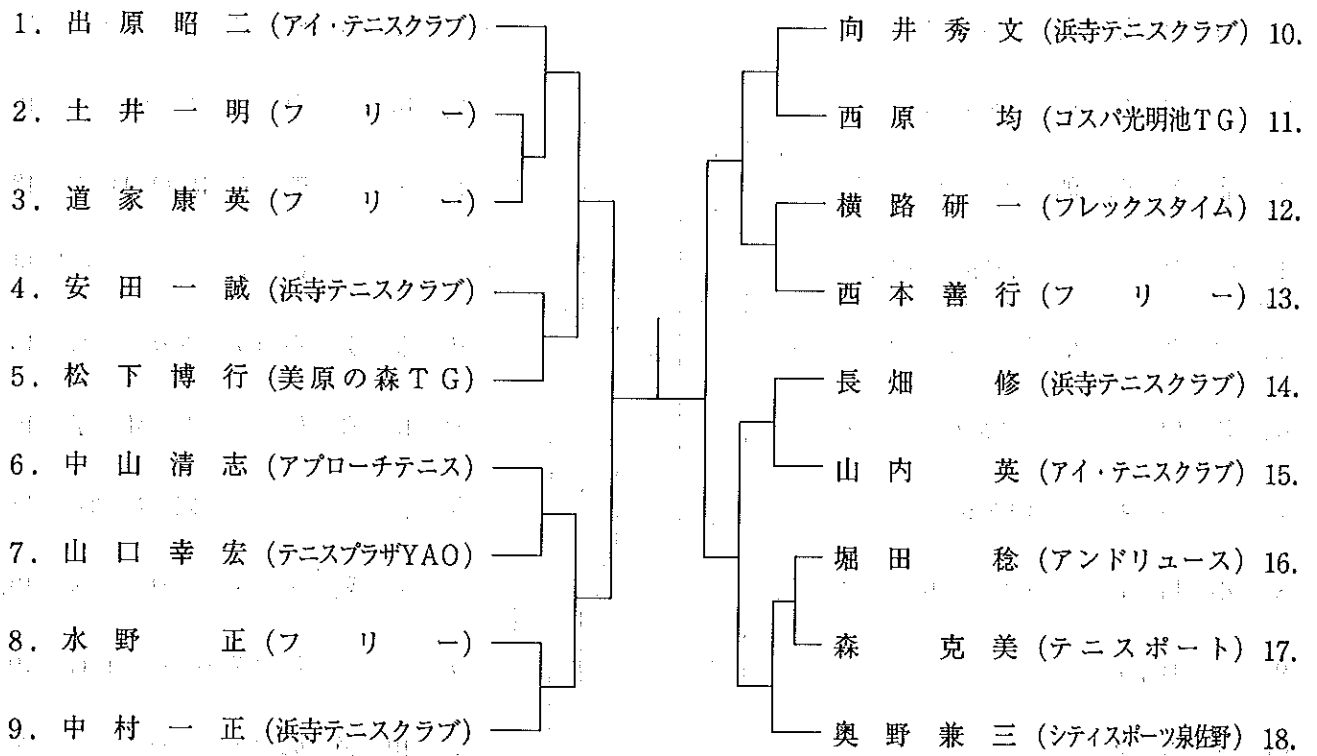 1. 出原昭二 (アイ・テニスクラブ)
2. 土井一明 (フリー)
3. 道家康英 (フリー)
4. 安田一誠 (浜寺テニスクラブ)
5. 松下博行 (美原の森TG)
6. 中山清志 (アプローチテニス)
7. 山口幸宏 (テニスプラザYAO)
8. 水野正 (フリー)
9. 中村一正 (浜寺テニスクラブ)
向井秀文 (浜寺テニスクラブ) 10.
西原均 (コスパ光明池TG) 11.
横路研一 (フレックスタイム) 12.
西本善行 (フリー) 13.
長畑修 (浜寺テニスクラブ) 14.
山内英 (アイ・テニスクラブ) 15.
堀田稔 (アンドリュース) 16.
森克美 (テニスポート) 17.
奥野兼三 (シティスポーツ泉佐野) 18.